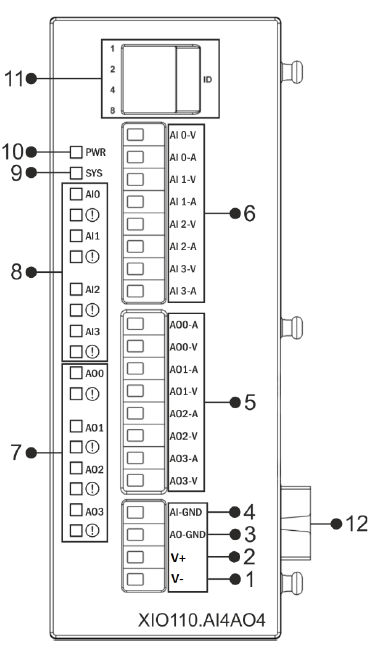 1
2
4
8
ID
11
10
PWR
9
SYS
AI0
!
AI1
!
AI2
!
AI3
!
8
AO0
!
AO1
!
AO2
!
AO3
!
7
AI 0-V
AI 0-A
AI 1-V
AI 1-A
AI 2-V
AI 2-A
AI 3-V
AI 3-A
6
AO0-A
AO0-V
AO1-A
AO1-V
AO2-A
AO2-V
AO3-A
AO3-V
5
AI-GND
4
AO-GND
3
V+
2
V-
1
12
XIO110.AI4AO4